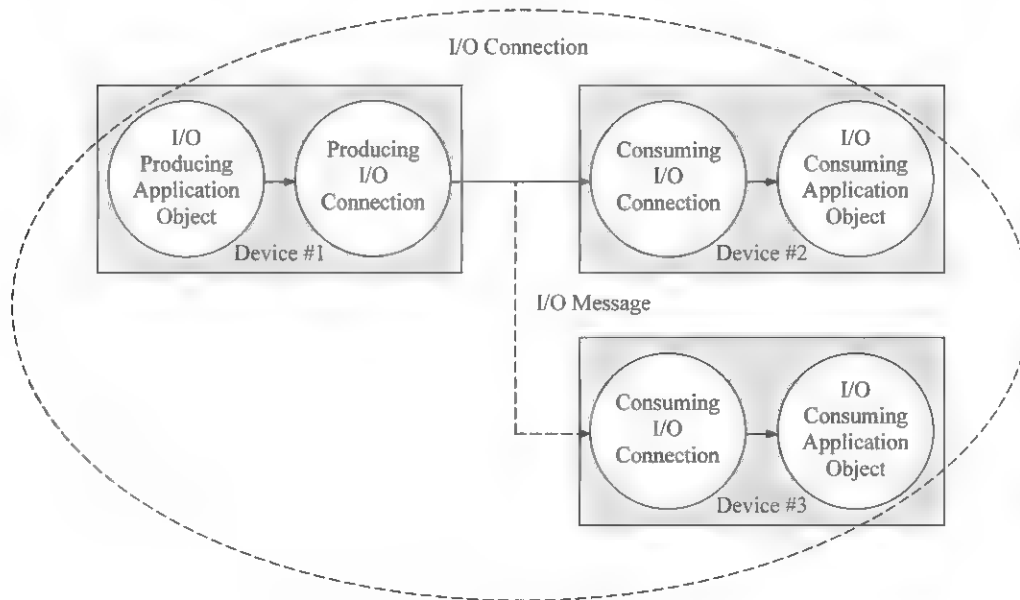 I/O Connection
I/O
Producing
Application
Object
Producing
I/O
Connection
Device #1
Consuming
I/O
Connection
I/O
Consuming
Application
Object
Device #2
I/O Message
Consuming
I/O
Connection
I/O
Consuming
Application
Object
Device #3